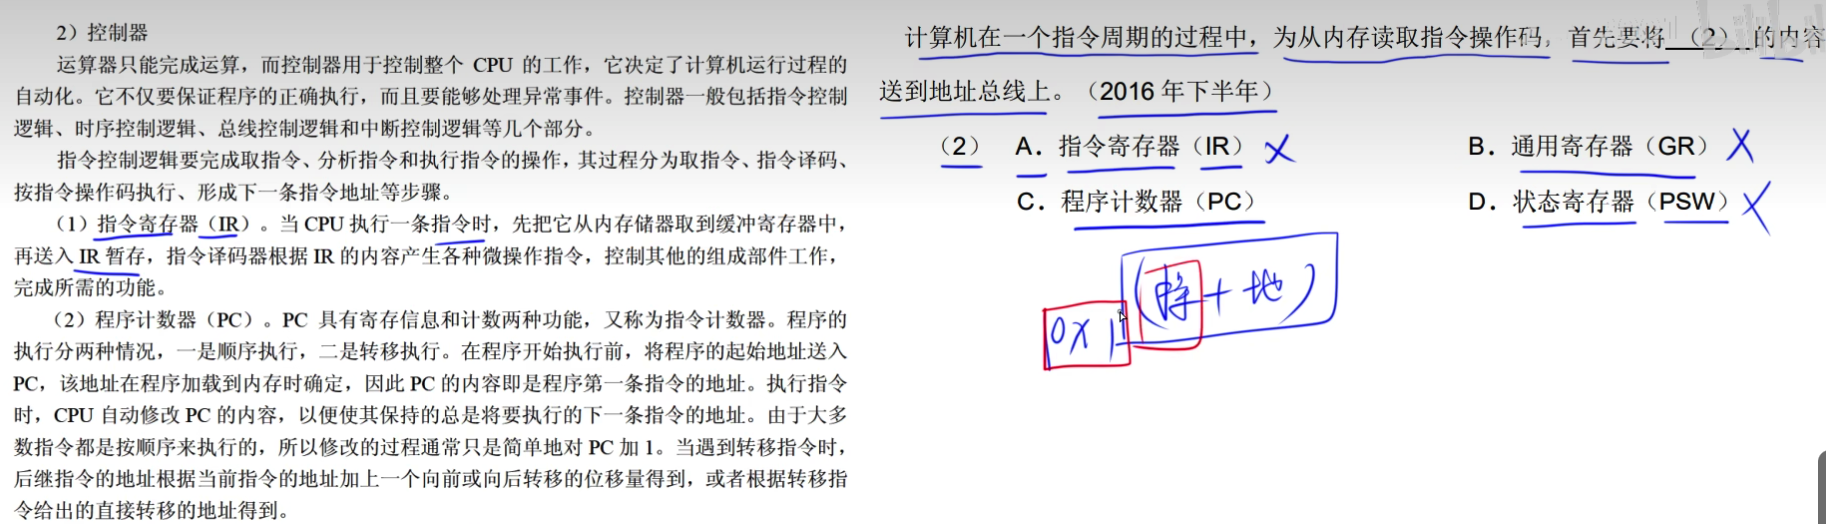 2）控制器
运算器只能完成运算，而控制器用于控制整个 CPU 的工作，它决定了计算机运行过程的
自动化。它不仅要保证程序的正确执行，而且要能够处理异常事件。控制器一般包括指令控制
逻辑、时序控制逻辑、总线控制逻辑和中断控制逻辑等几个部分。
指令控制逻辑要完成取指令、分析指令和执行指令的操作，其过程分为取指令、指令译码、
按指令操作码执行、形成下一条指令地址等步骤。
（1）指令寄存器（IR）。当 CPU 执行一条指令时，先把它从内存储器取到缓冲寄存器中，
再送入 IR 暂存，指令译码器根据 IR 的内容产生各种微操作指令，控制其他的组成部件工作，
完成所需的功能。
（2）程序计数器（PC）。PC 具有寄存信息和计数两种功能，又称为指令计数器。程序的
执行分两种情况，一是顺序执行，二是转移执行。在程序开始执行前，将程序的起始地址送入
PC，该地址在程序加载到内存时确定，因此 PC 的内容即是程序第一条指令的地址。执行指令
时，CPU 自动修改 PC 的内容，以便使其保持的总是将要执行的下一条指令的地址。由于大多
数指令都是按顺序来执行的，所以修改的过程通常只是简单地对 PC 加 1。当遇到转移指令时，
后继指令的地址根据当前指令的地址加上一个向前或向后转移的位移量得到，或者根据转移指
令给出的直接转移的地址得到。
计算机在一个指令周期的过程中，为从内存读取指令操作码，首先要将（2）的内容
送到地址总线上。（2016 年下半年）
（2） A．指令寄存器（IR） X B．通用寄存器（GR） X
C．程序计数器（PC） D．状态寄存器（PSW） X
+ 地）
0x11